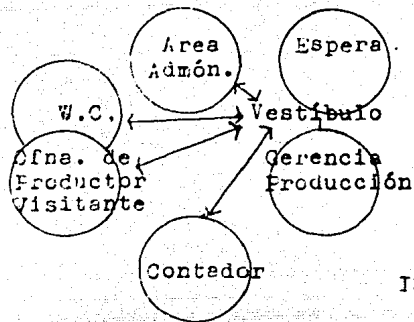 Area
Admón.
Espera
W.C.
Vestíbulo
Ofna. de
Productor
Visitante
Gerencia
Producción
Contador
I